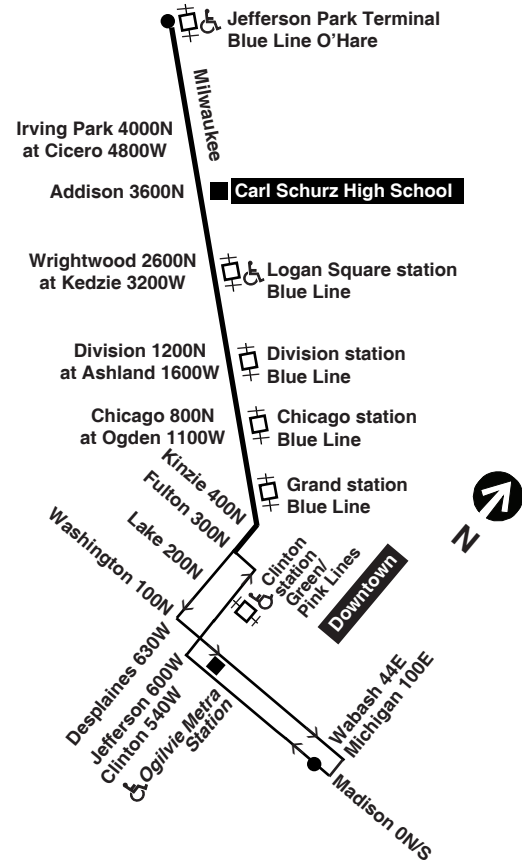 Jefferson Park Terminal
Blue Line O’Hare
Milwaukee
Irving Park 4000N
at Cicero 4800W
Addison 3600N
Carl Schurz High School
Wrightwood 2600N
at Kedzie 3200W
Logan Square station
Blue Line
Division 1200N
at Ashland 1600W
Division station
Blue Line
Chicago 800N
at Ogden 1100W
Chicago station
Blue Line
Kinzie 400N
Grand station
Blue Line
Fulton 300N
Lake 200N
Washington 100N
Clinton
station
Green/
Pink Lines
Downtown
N
Desplaines 630W
Jefferson 600W
Clinton 540W
Ogilvie Metra
Station
Wabash 44E
Michigan 100E
Madison 0N/S